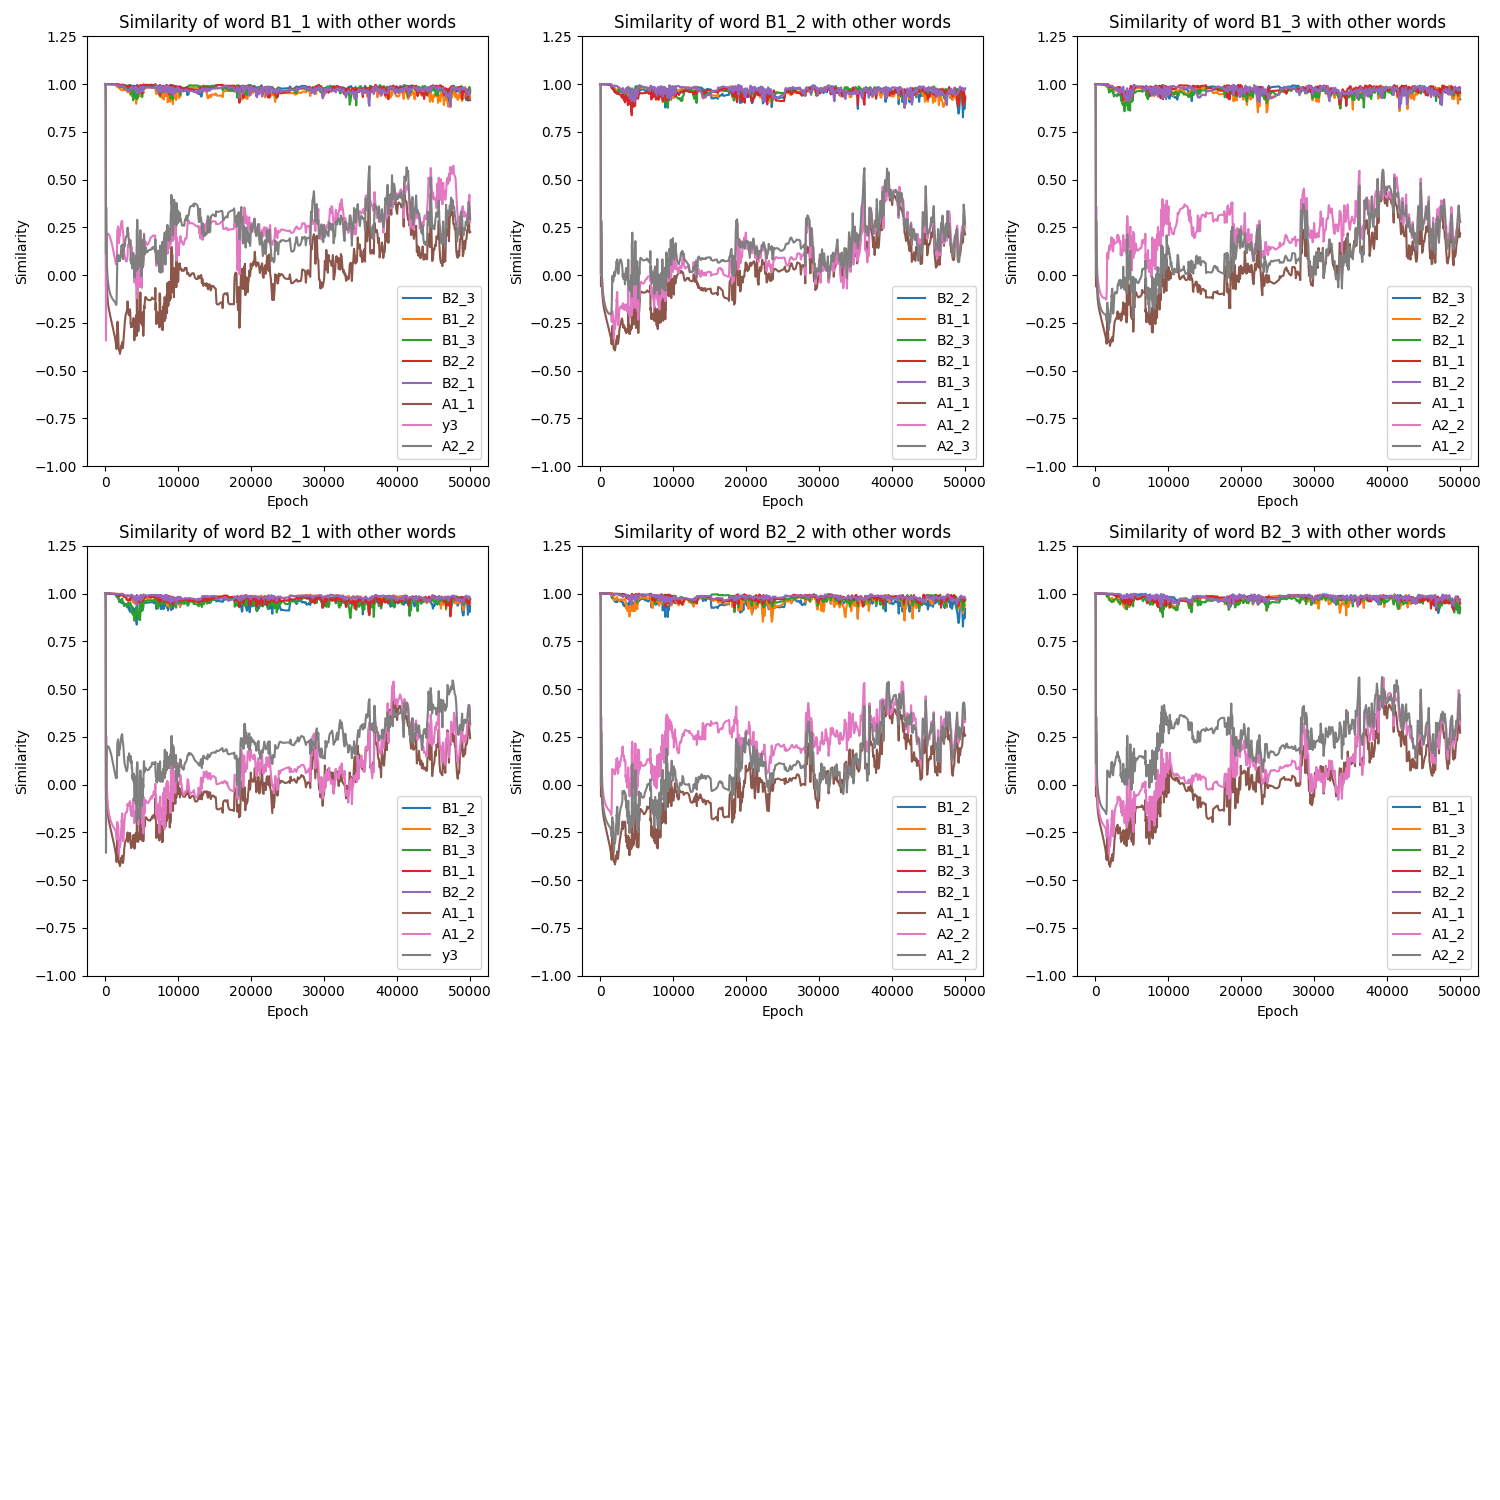 Similarity of word B1_1 with other words
1.25
1.00
0.75
0.50
0.25
0.00
−0.25
−0.50
−0.75
−1.00
Similarity
0 10000 20000 30000 40000 50000
Epoch
B2_3
B1_2
B1_3
B2_2
B2_1
A1_1
y3
A2_2
Similarity of word B1_2 with other words
1.25
1.00
0.75
0.50
0.25
0.00
−0.25
−0.50
−0.75
−1.00
Similarity
0 10000 20000 30000 40000 50000
Epoch
B2_2
B1_1
B2_3
B2_1
B1_3
A1_1
A1_2
A2_3
Similarity of word B1_3 with other words
1.25
1.00
0.75
0.50
0.25
0.00
−0.25
−0.50
−0.75
−1.00
Similarity
0 10000 20000 30000 40000 50000
Epoch
B2_3
B2_2
B2_1
B1_1
B1_2
A1_1
A2_2
A1_2
Similarity of word B2_1 with other words
1.25
1.00
0.75
0.50
0.25
0.00
−0.25
−0.50
−0.75
−1.00
Similarity
0 10000 20000 30000 40000 50000
Epoch
B1_2
B2_3
B1_3
B1_1
B2_2
A1_1
A1_2
y3
Similarity of word B2_2 with other words
1.25
1.00
0.75
0.50
0.25
0.00
−0.25
−0.50
−0.75
−1.00
Similarity
0 10000 20000 30000 40000 50000
Epoch
B1_2
B1_3
B1_1
B2_3
B2_1
A1_1
A2_2
A1_2
Similarity of word B2_3 with other words
1.25
1.00
0.75
0.50
0.25
0.00
−0.25
−0.50
−0.75
−1.00
Similarity
0 10000 20000 30000 40000 50000
Epoch
B1_1
B1_3
B1_2
B2_1
B2_2
A1_1
A1_2
A2_2